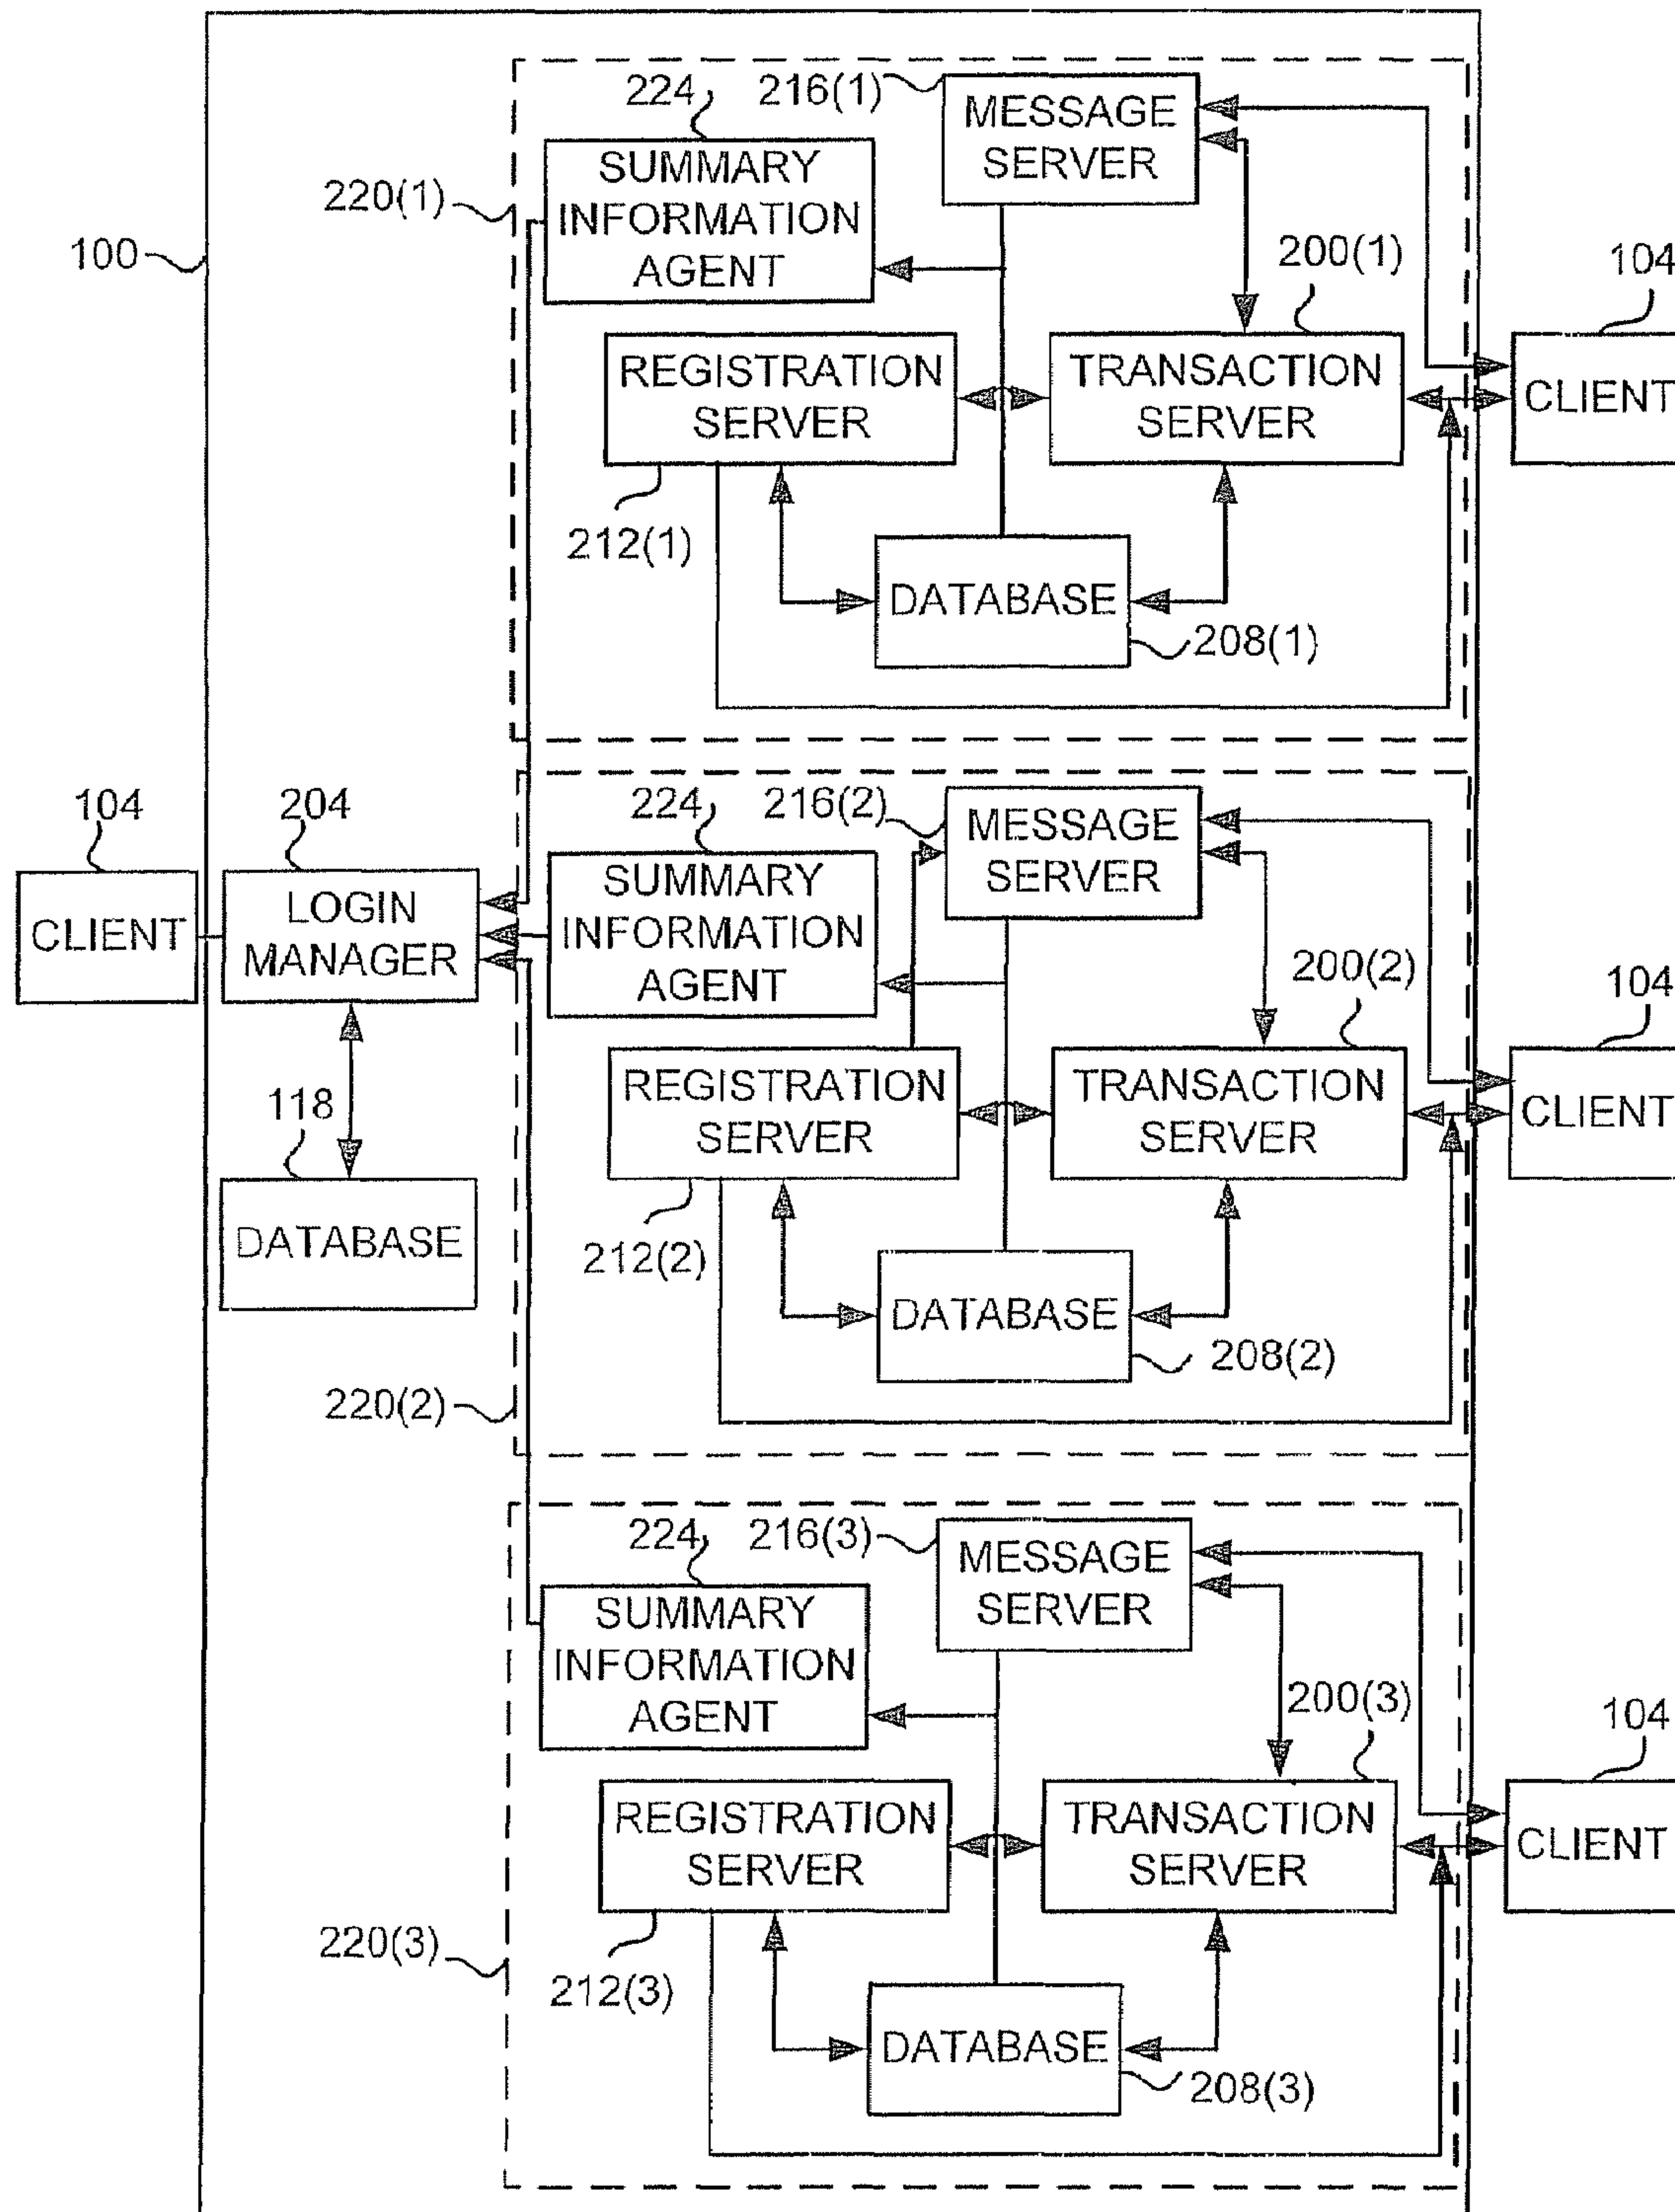 224
216(1)
MESSAGE
SERVER
SUMMARY
INFORMATION
AGENT
220(1)
100
200(1)
104
REGISTRATION
SERVER
TRANSACTION
SERVER
CLIENT
212(1)
DATABASE
208(1)
104
204
224
216(2)
MESSAGE
SERVER
CLIENT
LOGIN
MANAGER
SUMMARY
INFORMATION
AGENT
200(2)
104
118
REGISTRATION
SERVER
TRANSACTION
SERVER
CLIENT
DATABASE
212(2)
DATABASE
208(2)
220(2)
224
216(3)
MESSAGE
SERVER
SUMMARY
INFORMATION
AGENT
200(3)
104
REGISTRATION
SERVER
TRANSACTION
SERVER
CLIENT
220(3)
212(3)
DATABASE
208(3)